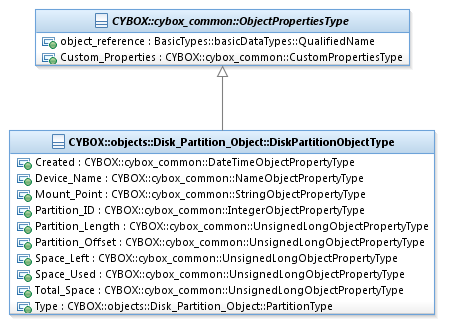 CYBOX::cybox_common::ObjectPropertiesType
object_reference : BasicTypes::basicDataTypes::QualifiedName
Custom_Properties : CYBOX::cybox_common::CustomPropertiesType
CYBOX::objects::Disk_Partition_Object::DiskPartitionObjectType
Created : CYBOX::cybox_common::DateTimeObjectPropertyType
Device_Name : CYBOX::cybox_common::NameObjectPropertyType
Mount_Point : CYBOX::cybox_common::StringObjectPropertyType
Partition_ID : CYBOX::cybox_common::IntegerObjectPropertyType
Partition_Length : CYBOX::cybox_common::UnsignedLongObjectPropertyType
Partition_Offset : CYBOX::cybox_common::UnsignedLongObjectPropertyType
Space_Left : CYBOX::cybox_common::UnsignedLongObjectPropertyType
Space_Used : CYBOX::cybox_common::UnsignedLongObjectPropertyType
Total_Space : CYBOX::cybox_common::UnsignedLongObjectPropertyType
Type : CYBOX::objects::Disk_Partition_Object::PartitionType